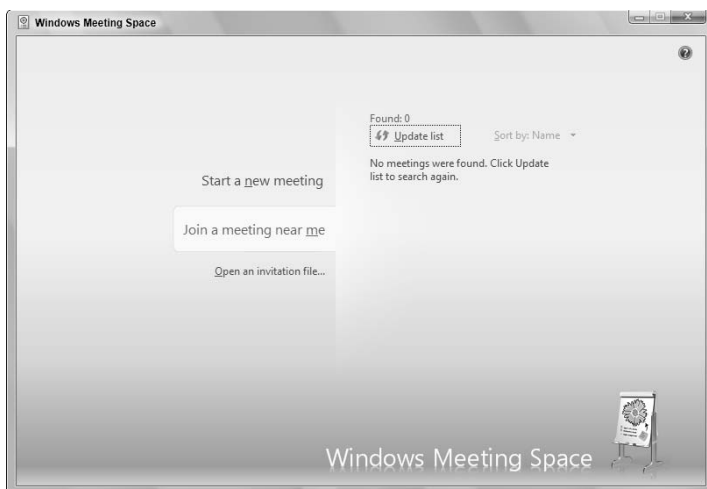 Windows Meeting Space
Found: 0
Update list
Sort by: Name
No meetings were found. Click Update
list to search again.
Start a new meeting
Join a meeting near me
Open an invitation file...
Windows Meeting Space